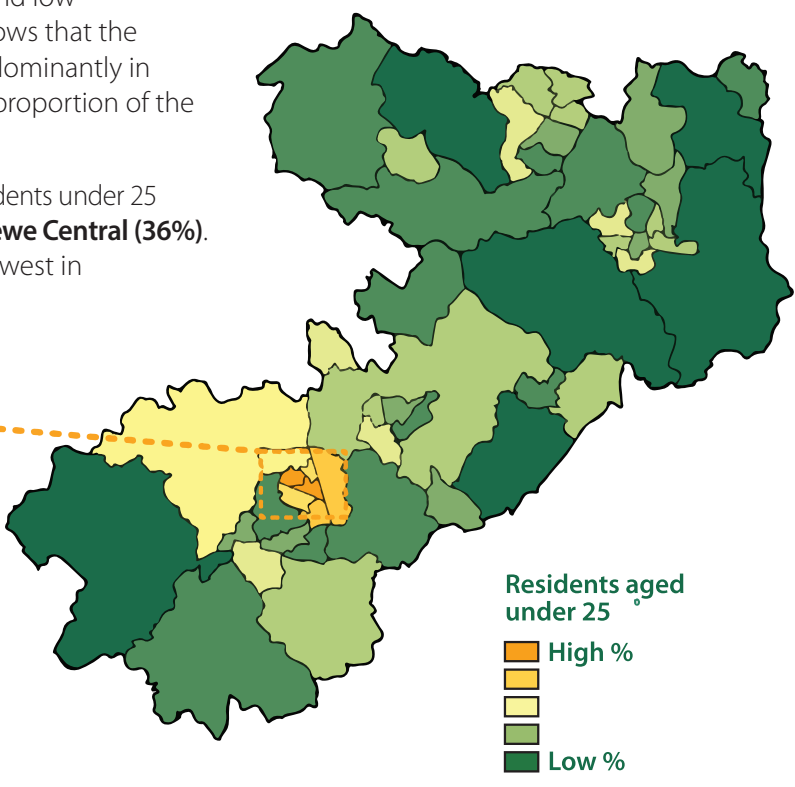 low
ows that the
dominantly in
proportion of the
dents under 25
ewe Central (36%).
west in
Residents aged
under 25
High %
Low %